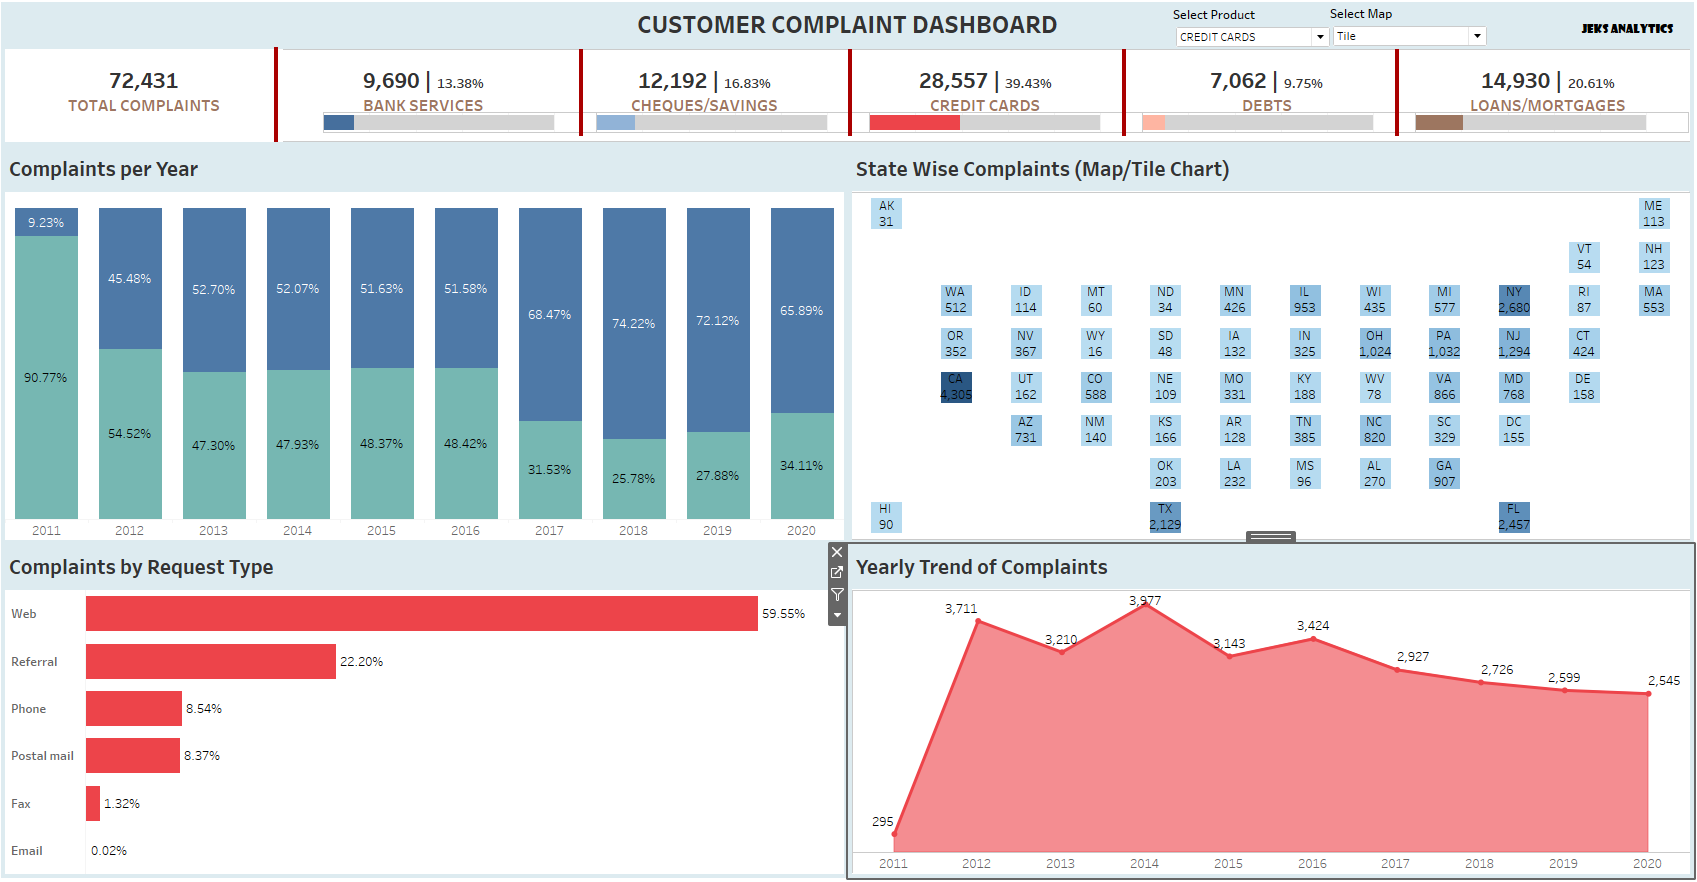 CUSTOMER COMPLAINT DASHBOARD
Select Product
CREDIT CARDS
Select Map
Tile
JEKS ANALYTICS
72,431
TOTAL COMPLAINTS
9,690 | 13.38%
BANK SERVICES
12,192 | 16.83%
CHEQUES/SAVINGS
28,557 | 39.43%
CREDIT CARDS
7,062 | 9.75%
DEBTS
14,930 | 20.61%
LOANS/MORTGAGES
Complaints per Year
9.23% 45.48% 52.70% 52.07% 51.63% 51.58% 68.47% 74.22% 72.12% 65.89%
90.77% 54.52% 47.30% 47.93% 48.37% 48.42% 31.53% 25.78% 27.88% 34.11%
2011 2012 2013 2014 2015 2016 2017 2018 2019 2020
State Wise Complaints (Map/Tile Chart)
AK ME
31 113
VT NH
54 123
WA ID MT ND MN IL WI MI NY RI MA
512 114 60 34 426 953 435 577 2,680 87 553
OR NV WY SD IA IN OH PA NJ CT
352 367 16 48 132 325 1,024 1,032 1,294 424
CA UT CO NE MO KY WV VA MD DE
4,305 162 588 109 331 188 78 866 768 158
AZ NM KS AR TN NC SC DC
731 140 166 128 385 820 329 155
OK LA MS AL GA
203 232 96 270 907
HI TX FL
90 2,129 2,457
Complaints by Request Type
Web 59.55%
Referral 22.20%
Phone 8.54%
Postal mail 8.37%
Fax 1.32%
Email 0.02%
Yearly Trend of Complaints
295 3,711 3,210 3,977 3,143 3,424 2,927 2,726 2,599 2,545
2011 2012 2013 2014 2015 2016 2017 2018 2019 2020